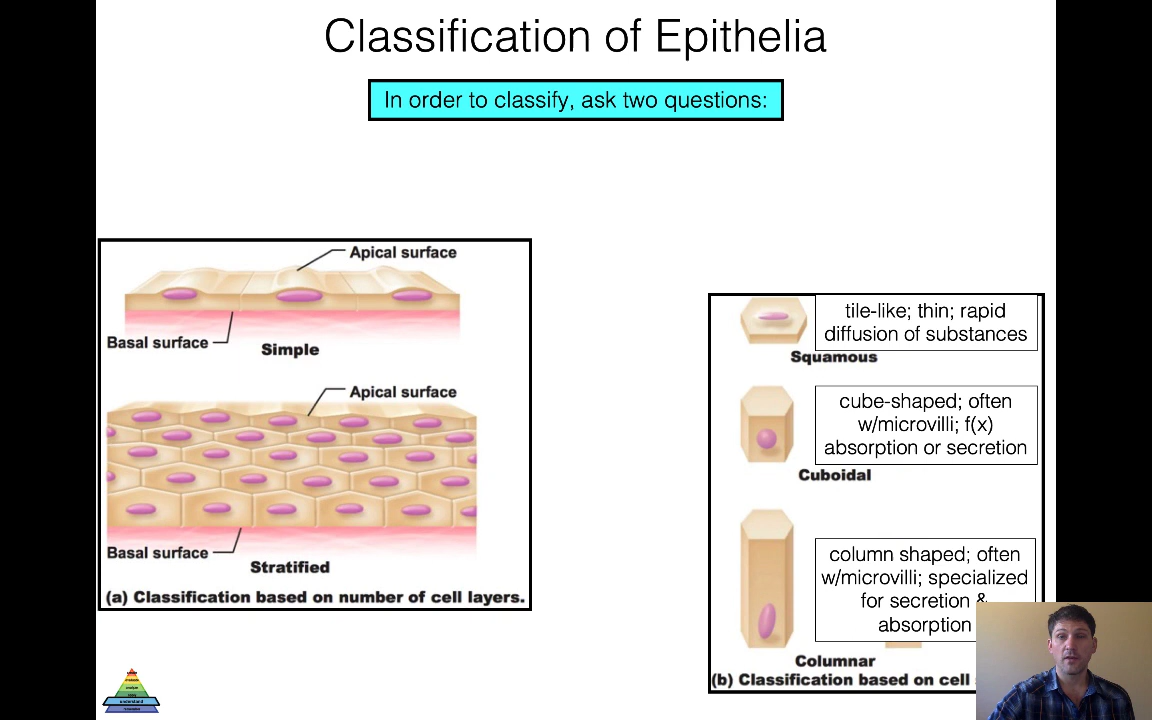 Classification of Epithelia
In order to classify, ask two questions:
Apical surface
Basal surface
Simple
Apical surface
Basal surface
Stratified
(a) Classification based on number of cell layers.
tile-like; thin; rapid
diffusion of substances
Squamous
cube-shaped; often
w/microvilli; f(x)
absorption or secretion
Cuboidal
column shaped; often
w/microvilli; specialized
for secretion &
absorption
Columnar
(b) Classification based on cell
understand